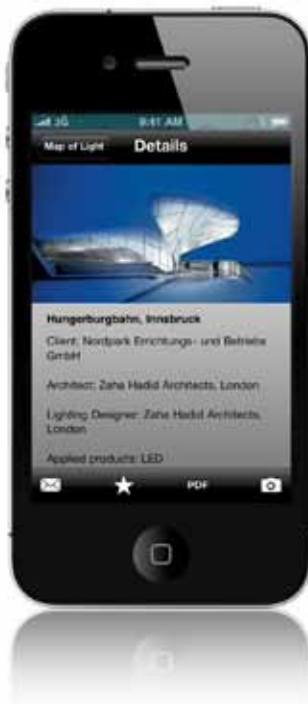 3G 9:41 AM
Map of Light Details
Hungerburgbahn, Innsbruck
Client: Nordpark Errichtungs- und Betriebs
GmbH
Architect: Zaha Hadid Architects, London
Lighting Designer: Zaha Hadid Architects,
London
Applied products: LED
PDF